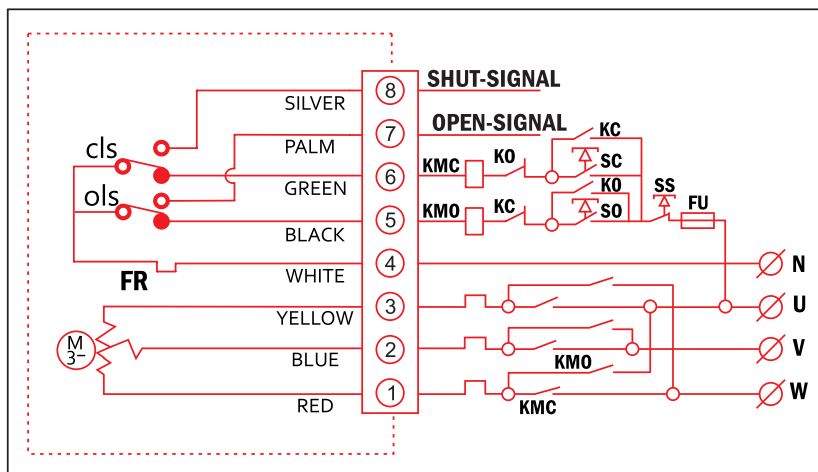 8 SHUT-SIGNAL
SILVER
7 OPEN-SIGNAL KC
PALM
cls
KMC KO SC
6
GREEN
KO SS
ols
KMO KC SO FU
5
BLACK
4 N
FR WHITE
3 U
YELLOW
M
3~
2 V
BLUE
KMO
1 W
RED KMC